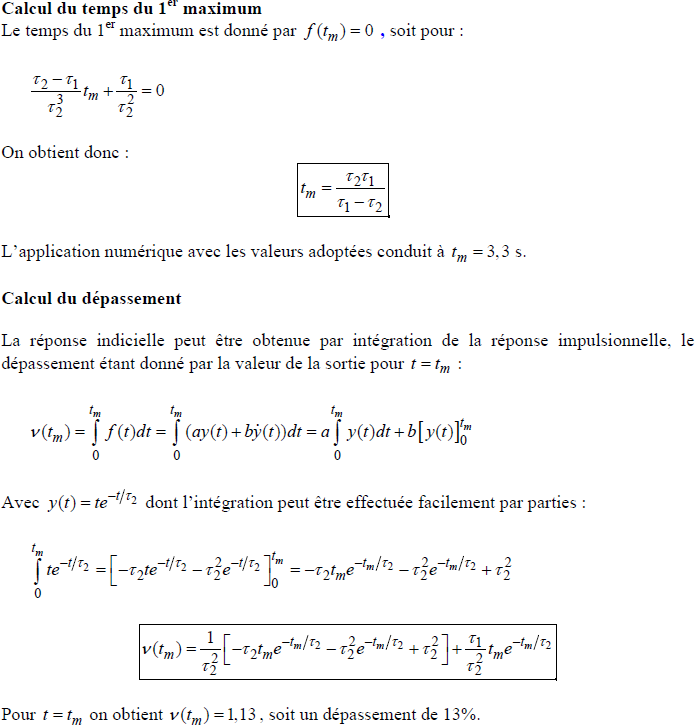 Calcul du temps du 1er maximum
Le temps du 1er maximum est donné par f(t_m) = 0 , soit pour :
\frac{\tau_2 - \tau_1}{\tau_2^3} t_m + \frac{\tau_1}{\tau_2^2} = 0
On obtient donc :
t_m = \frac{\tau_2 \tau_1}{\tau_1 - \tau_2}
L’application numérique avec les valeurs adoptées conduit à t_m = 3,3 s.
Calcul du dépassement
La réponse indicielle peut être obtenue par intégration de la réponse impulsionnelle, le
dépassement étant donné par la valeur de la sortie pour t = t_m :
\nu(t_m) = \int_0^{t_m} f(t)dt = \int_0^{t_m} (ay(t) + b\dot{y}(t))dt = a \int_0^{t_m} y(t)dt + b[y(t)]_0^{t_m}
Avec y(t) = te^{-t/\tau_2} dont l’intégration peut être effectuée facilement par parties :
\int_0^{t_m} te^{-t/\tau_2} = \left[ -\tau_2 te^{-t/\tau_2} - \tau_2^2 e^{-t/\tau_2} \right]_0^{t_m} = -\tau_2 t_m e^{-t_m/\tau_2} - \tau_2^2 e^{-t_m/\tau_2} + \tau_2^2
\nu(t_m) = \frac{1}{\tau_2^2} \left[ -\tau_2 t_m e^{-t_m/\tau_2} - \tau_2^2 e^{-t_m/\tau_2} + \tau_2^2 \right] + \frac{\tau_1}{\tau_2^2} t_m e^{-t_m/\tau_2}
Pour t = t_m on obtient \nu(t_m) = 1,13 , soit un dépassement de 13%.